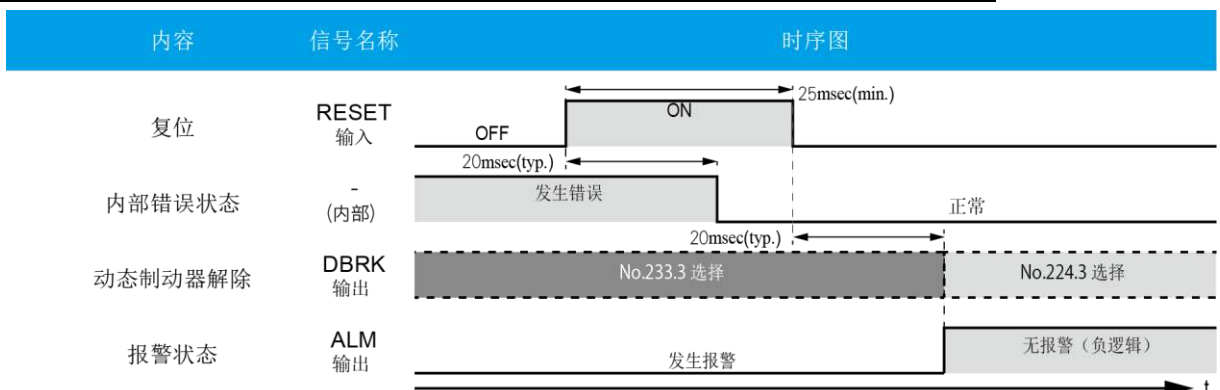 内容 信号名称 时序图
25msec(min.)
复位 RESET 输入 OFF ON
20msec(typ.)
内部错误状态 - (内部) 发生错误 正常
20msec(typ.)
动态制动器解除 DBRK 输出 No.233.3 选择 No.224.3 选择
报警状态 ALM 输出 发生报警 无报警（负逻辑）
t